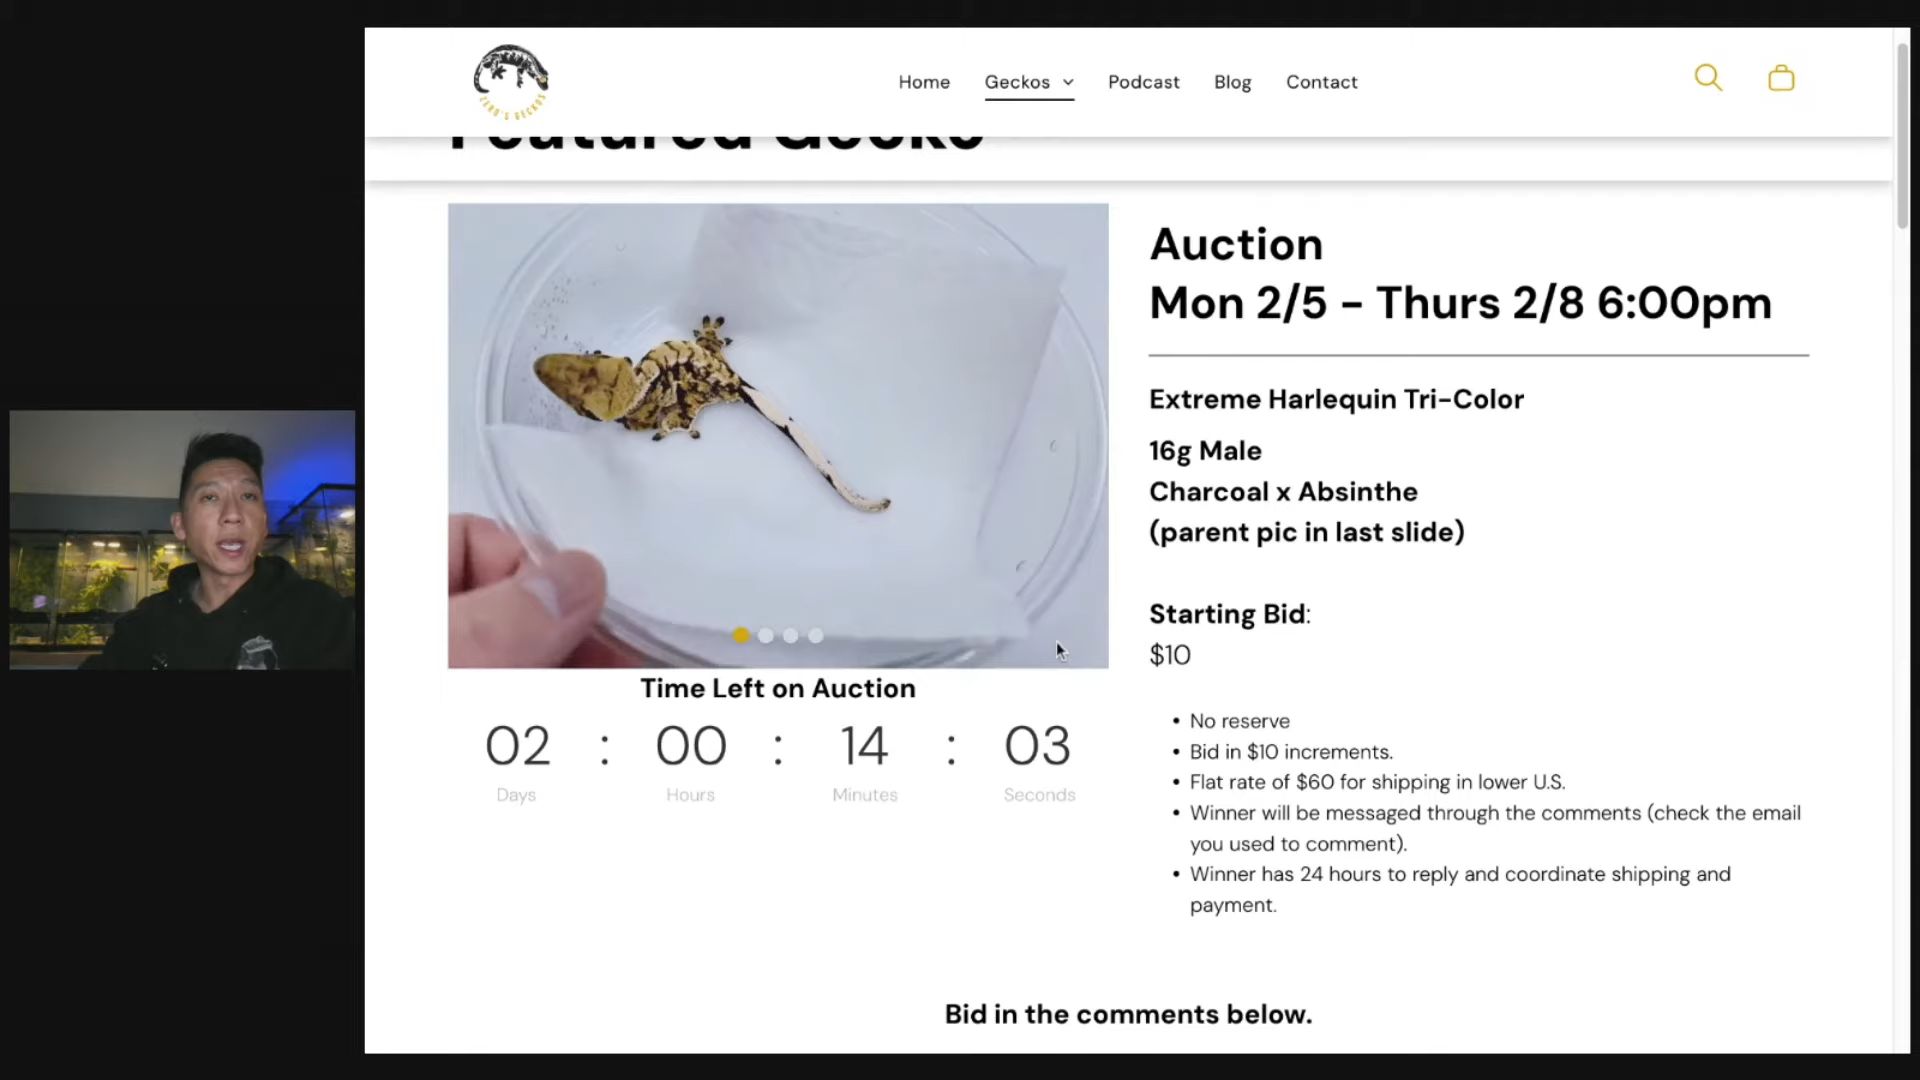 ZERO'S GECKOS
Home
Geckos
Podcast
Blog
Contact
Featured Gecko
Auction
Mon 2/5 - Thurs 2/8 6:00pm
Extreme Harlequin Tri-Color
16g Male
Charcoal x Absinthe
(parent pic in last slide)
Starting Bid:
$10
• No reserve
• Bid in $10 increments.
• Flat rate of $60 for shipping in lower U.S.
• Winner will be messaged through the comments (check the email
you used to comment).
• Winner has 24 hours to reply and coordinate shipping and
payment.
Time Left on Auction
02 : 00 : 14 : 03
Days Hours Minutes Seconds
Bid in the comments below.